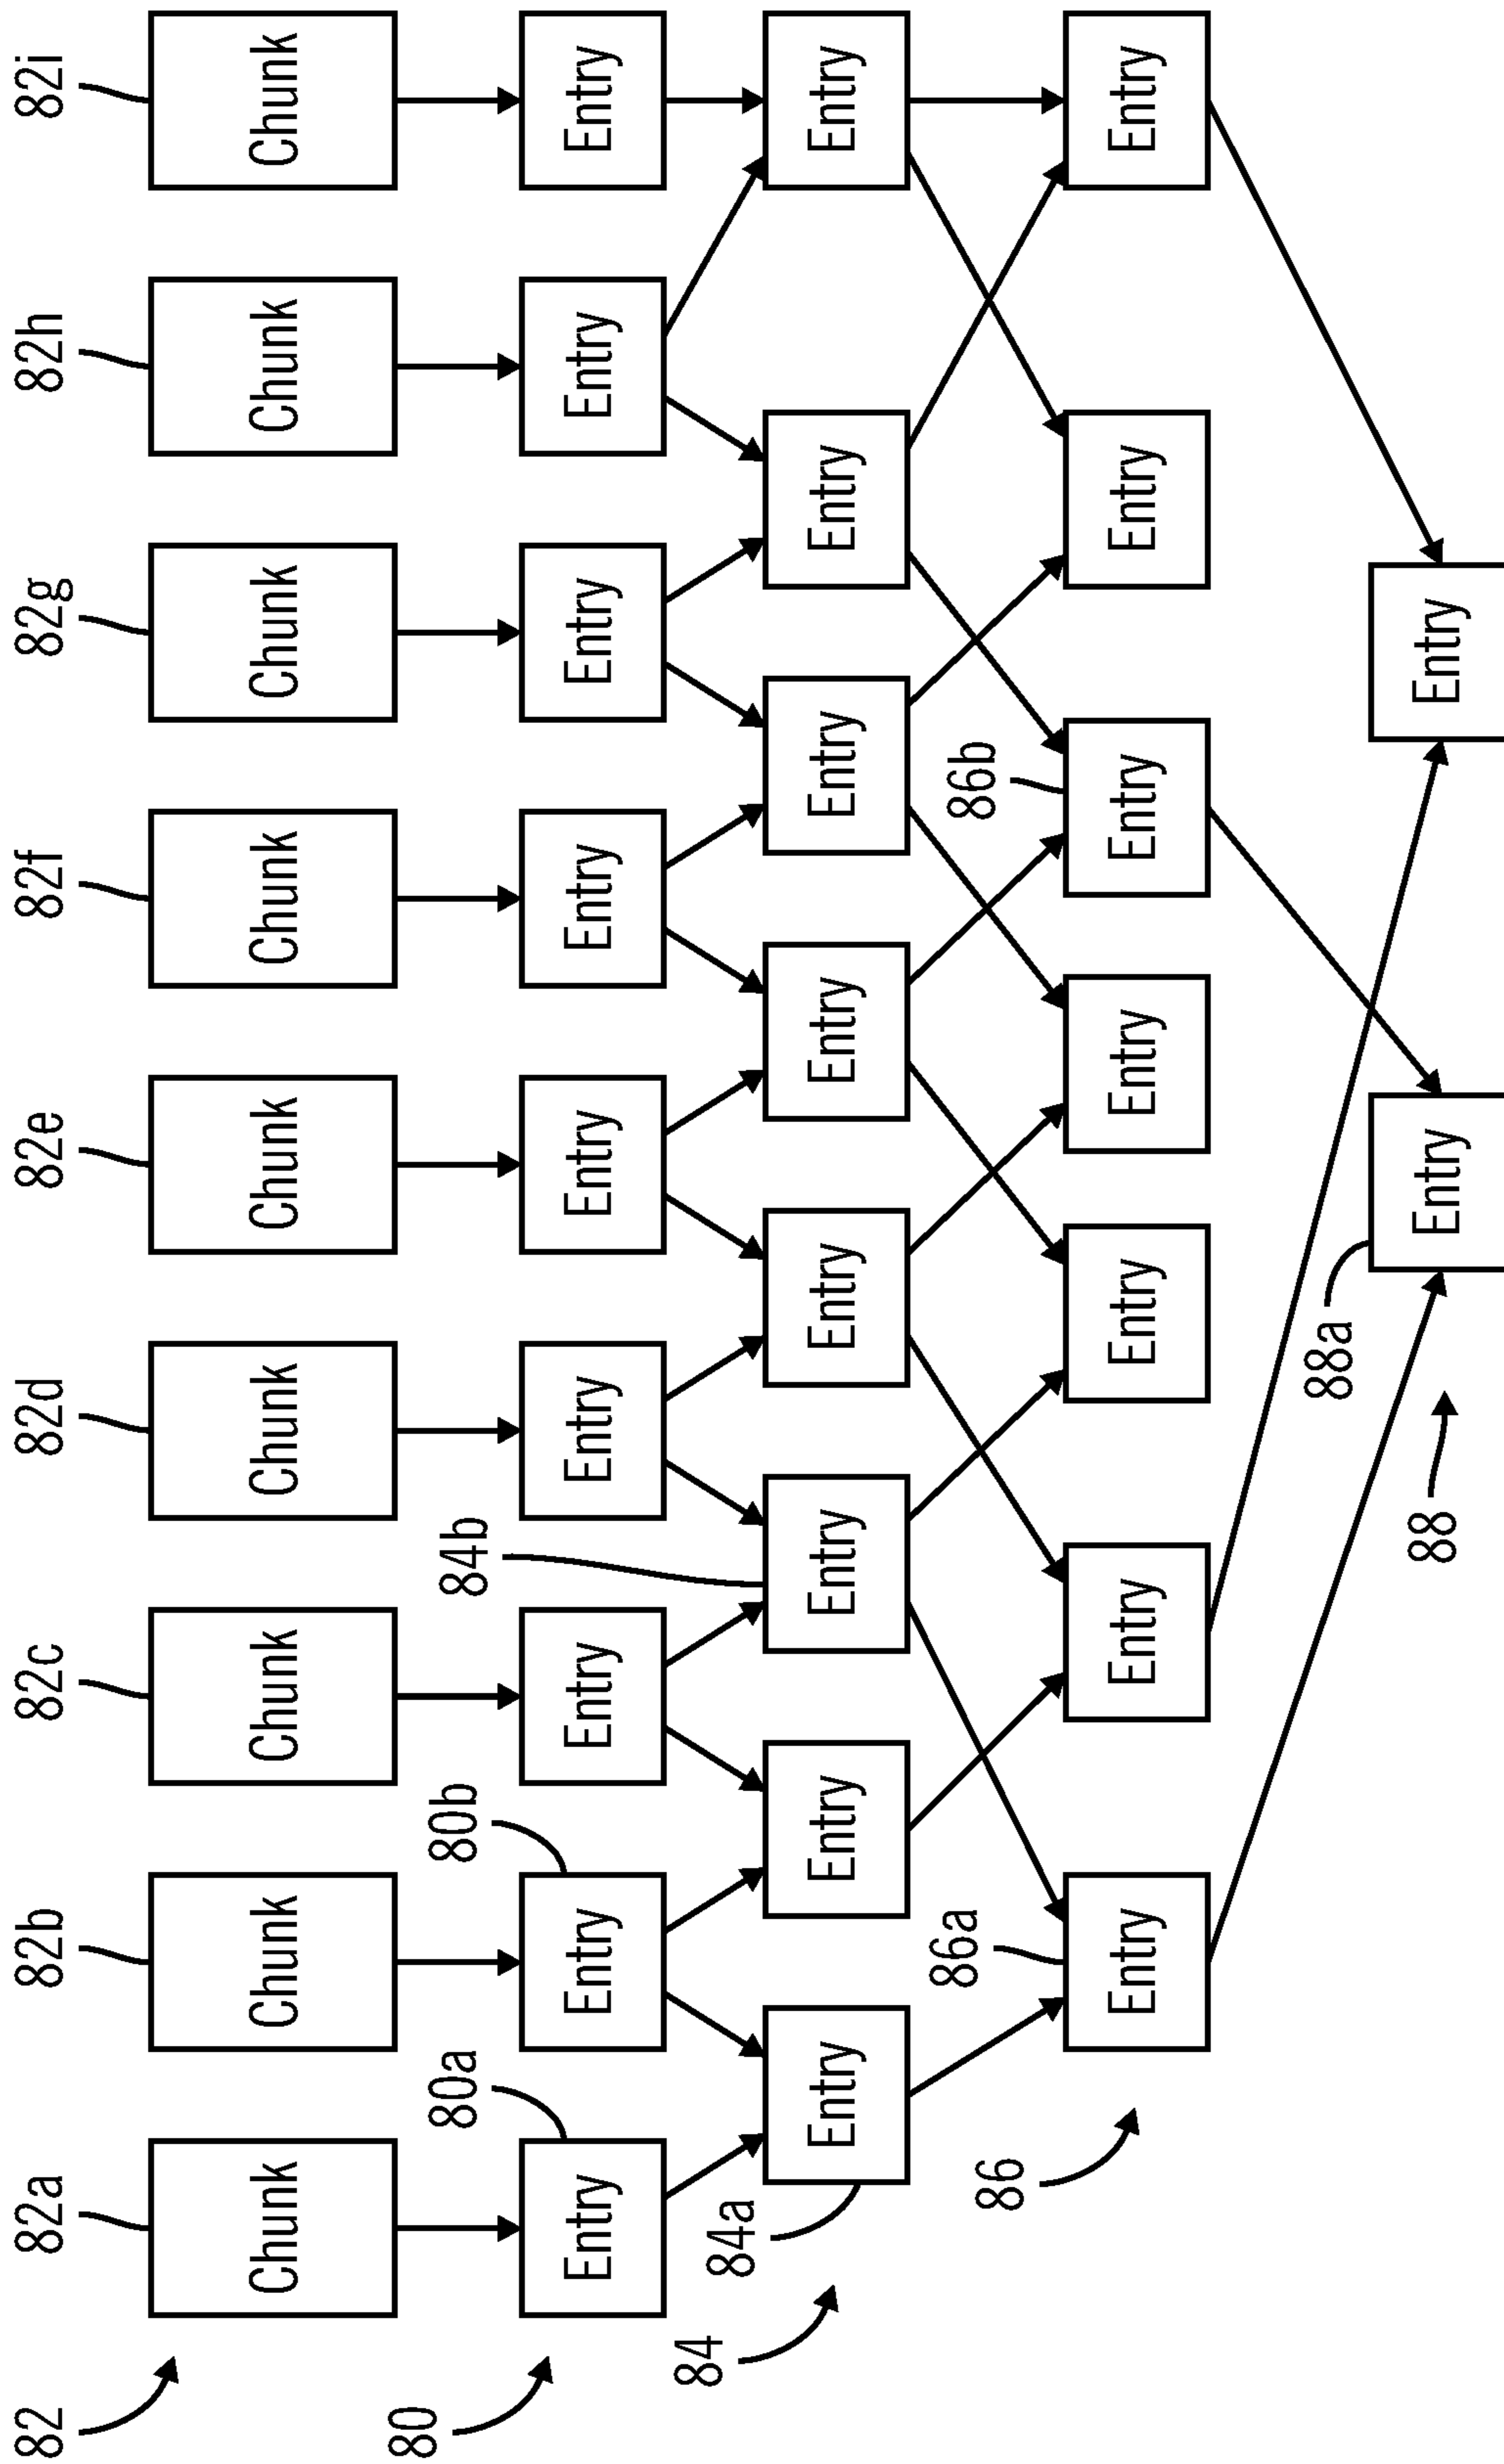 82 82a 82b 82c 82d 82e 82f 82g 82h 82i
Chunk Chunk Chunk Chunk Chunk Chunk Chunk Chunk Chunk
80 80a 80b 84b
Entry Entry Entry Entry Entry Entry Entry Entry Entry
84 84a
Entry Entry Entry Entry Entry Entry Entry Entry
86 86a 86b
Entry Entry Entry Entry Entry Entry Entry
88a
88
Entry Entry